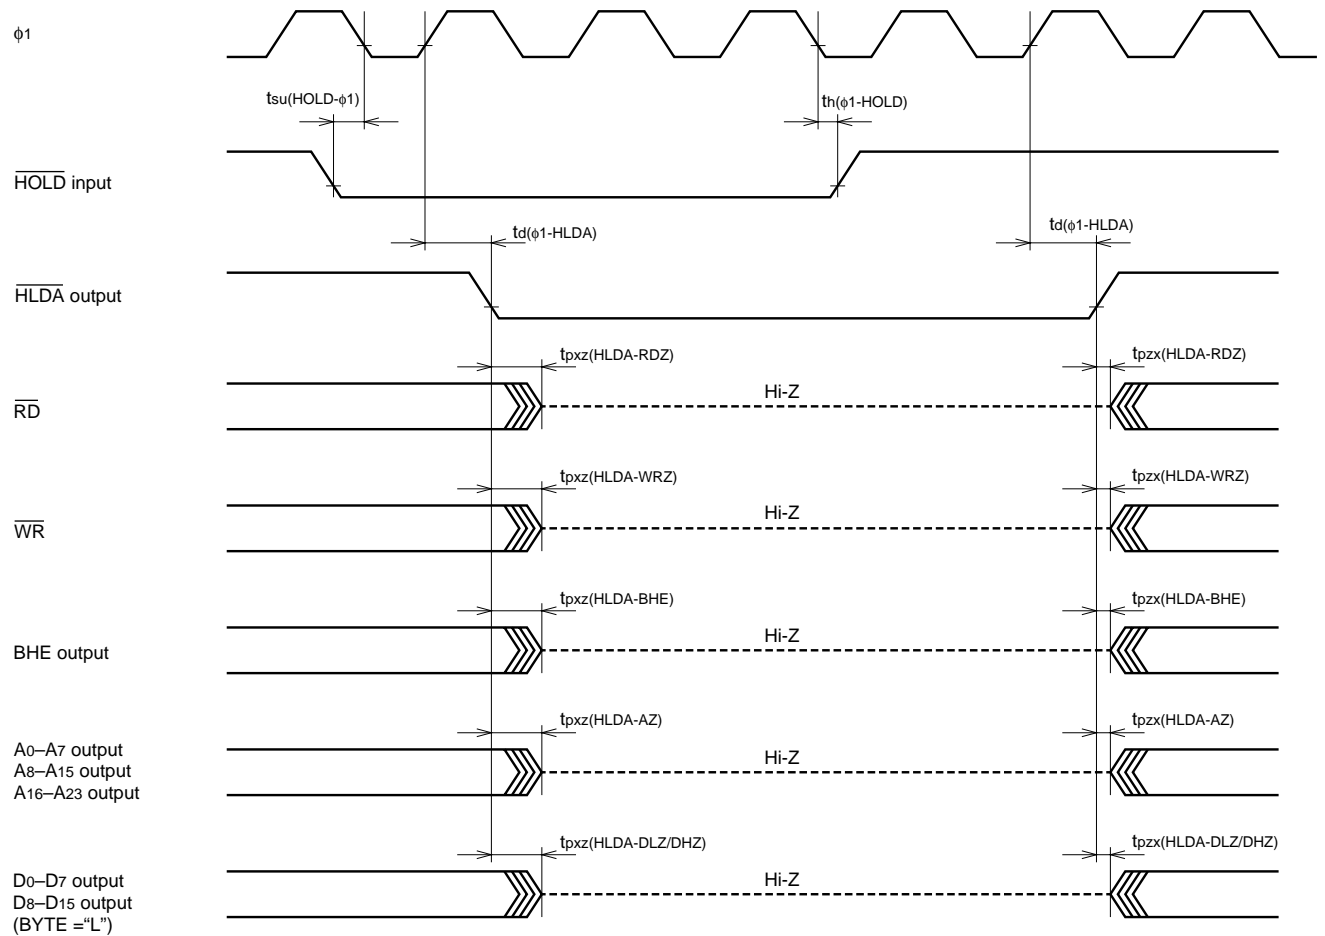 ϕ1
tsu(HOLD-ϕ1)
th(ϕ1-HOLD)
HOLD input
td(ϕ1-HLDA)
td(ϕ1-HLDA)
HLDA output
tpxz(HLDA-RDZ)
tpzx(HLDA-RDZ)
Hi-Z
RD
tpxz(HLDA-WRZ)
tpzx(HLDA-WRZ)
Hi-Z
WR
tpxz(HLDA-BHE)
tpzx(HLDA-BHE)
Hi-Z
BHE output
tpxz(HLDA-AZ)
tpzx(HLDA-AZ)
Hi-Z
A0–A7 output
A8–A15 output
A16–A23 output
tpxz(HLDA-DLZ/DHZ)
tpzx(HLDA-DLZ/DHZ)
Hi-Z
D0–D7 output
D8–D15 output
(BYTE =“L”)